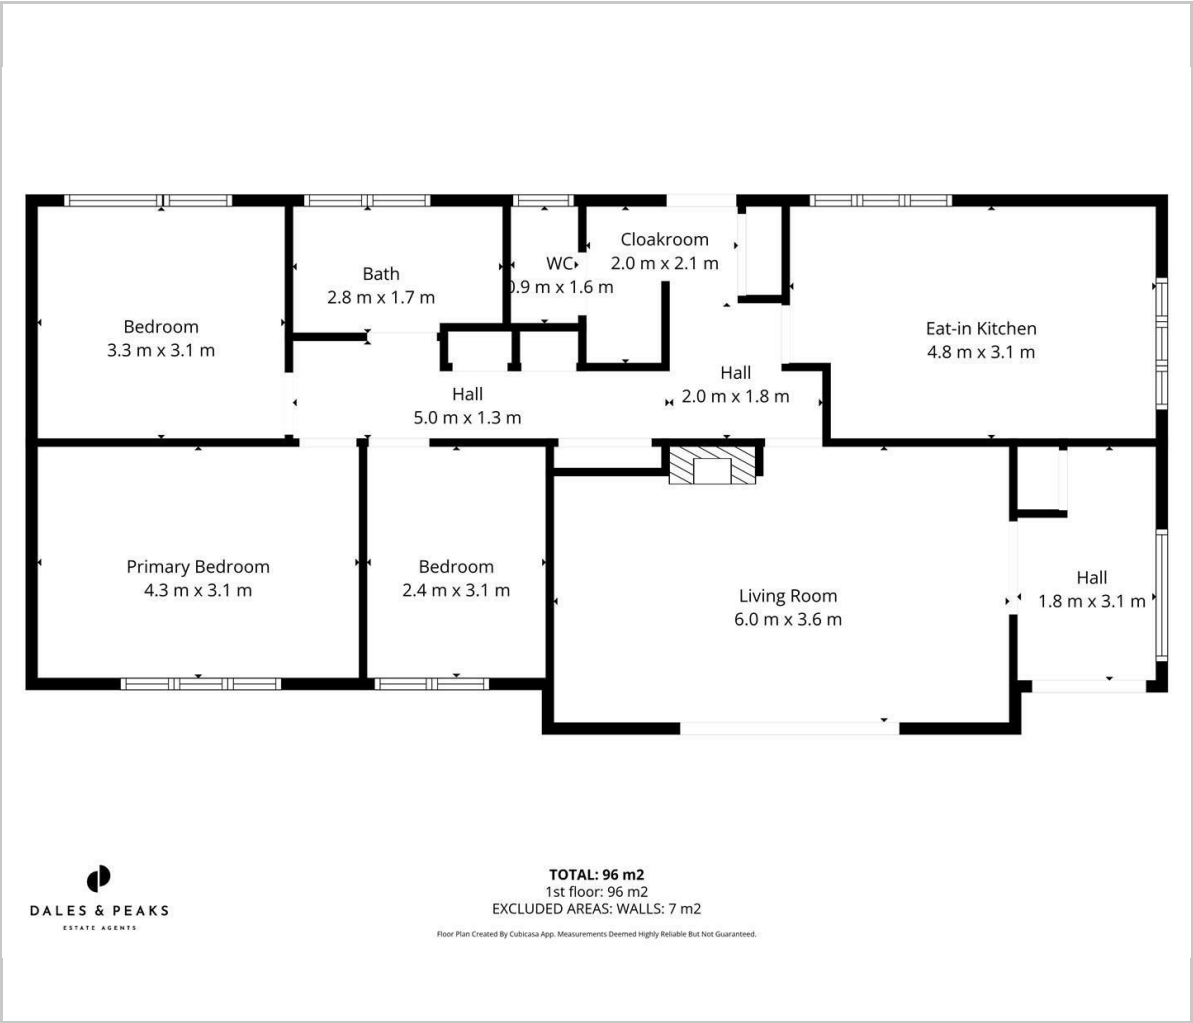 Cloakroom
2.0 m x 2.1 m
WC
0.9 m x 1.6 m
Bath
2.8 m x 1.7 m
Bedroom
3.3 m x 3.1 m
Eat-in Kitchen
4.8 m x 3.1 m
Hall
2.0 m x 1.8 m
Hall
5.0 m x 1.3 m
Primary Bedroom
4.3 m x 3.1 m
Bedroom
2.4 m x 3.1 m
Living Room
6.0 m x 3.6 m
Hall
1.8 m x 3.1 m
DALES & PEAKS
ESTATE AGENTS
TOTAL: 96 m2
1st floor: 96 m2
EXCLUDED AREAS: WALLS: 7 m2
Floor Plan Created By Cubicasa App. Measurements Deemed Highly Reliable But Not Guaranteed.